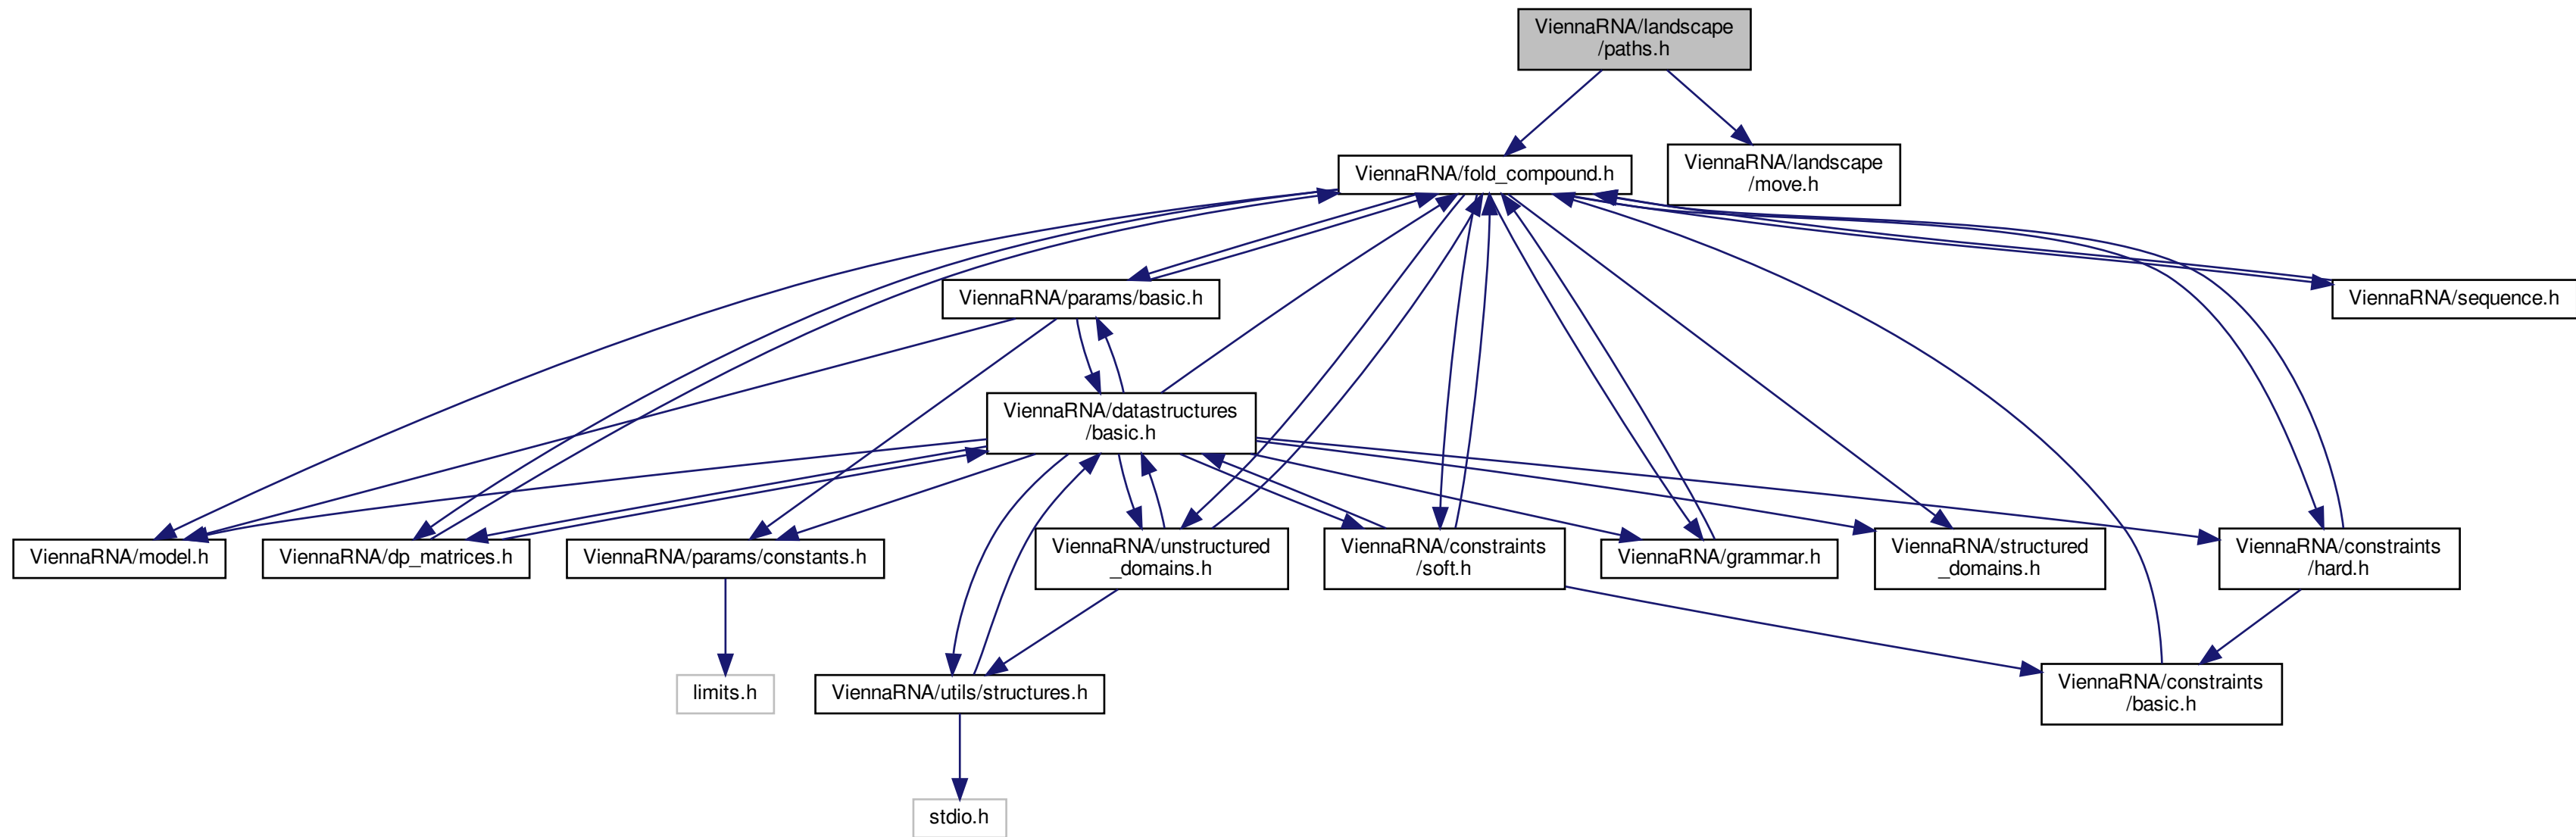 ViennaRNA/landscape
/paths.h
ViennaRNA/fold_compound.h
ViennaRNA/landscape
/move.h
ViennaRNA/params/basic.h
ViennaRNA/sequence.h
ViennaRNA/datastructures
/basic.h
ViennaRNA/model.h
ViennaRNA/dp_matrices.h
ViennaRNA/params/constants.h
ViennaRNA/unstructured
_domains.h
ViennaRNA/constraints
/soft.h
ViennaRNA/grammar.h
ViennaRNA/structured
_domains.h
ViennaRNA/constraints
/hard.h
limits.h
ViennaRNA/utils/structures.h
ViennaRNA/constraints
/basic.h
stdio.h